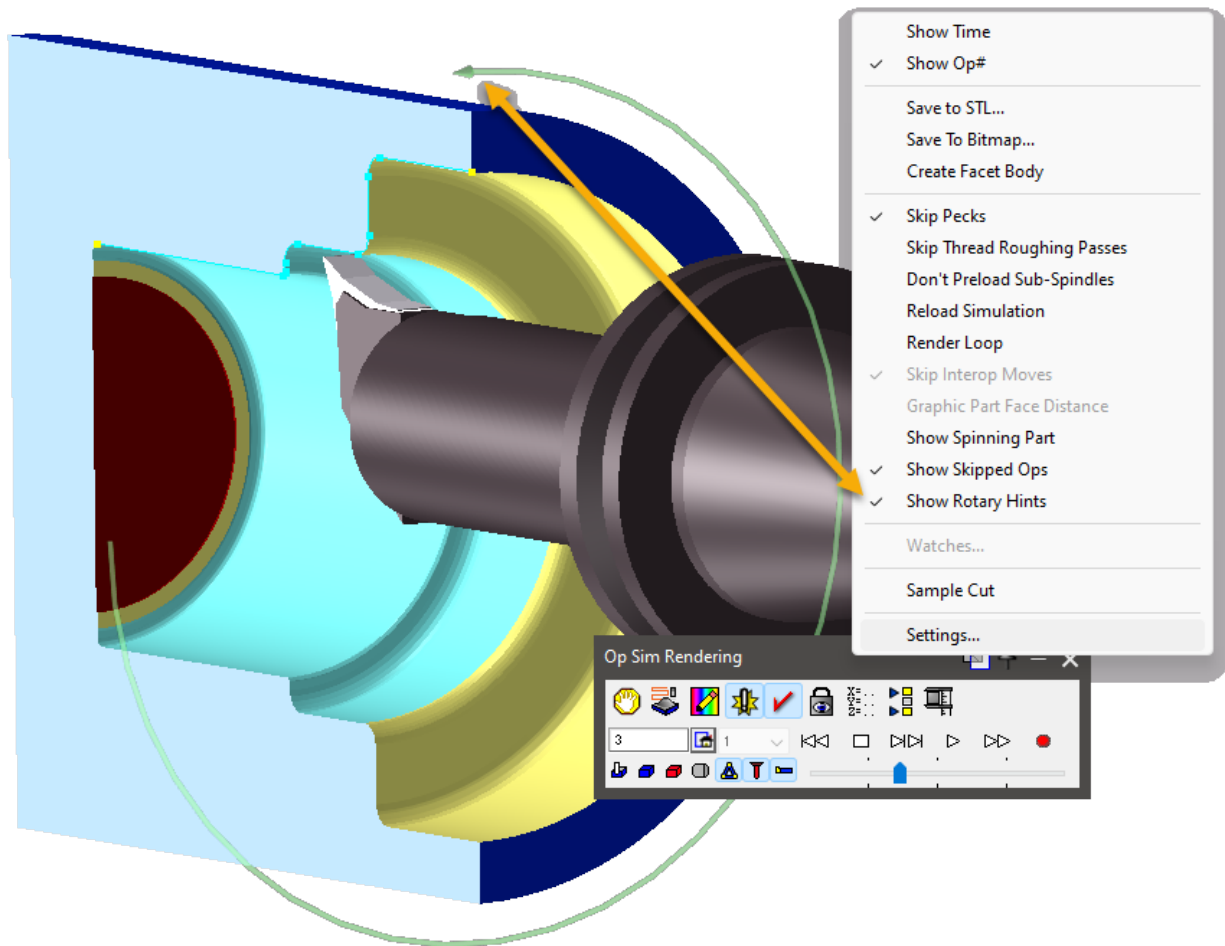 Show Time
Show Op#
Save to STL...
Save To Bitmap...
Create Facet Body
Skip Pecks
Skip Thread Roughing Passes
Don't Preload Sub-Spindles
Reload Simulation
Render Loop
Skip Interop Moves
Graphic Part Face Distance
Show Spinning Part
Show Skipped Ops
Show Rotary Hints
Watches...
Sample Cut
Settings...
Op Sim Rendering
X=
Y=
Z=
3
1